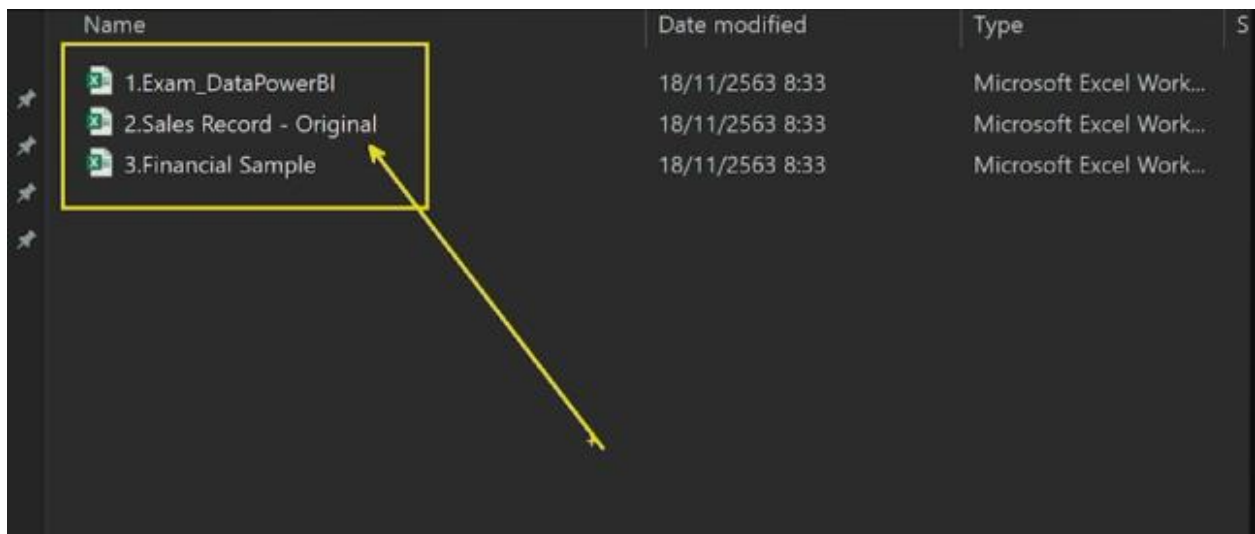 Name Date modified Type S
1.Exam_DataPowerBI 18/11/2563 8:33 Microsoft Excel Work...
2.Sales Record - Original 18/11/2563 8:33 Microsoft Excel Work...
3.Financial Sample 18/11/2563 8:33 Microsoft Excel Work...